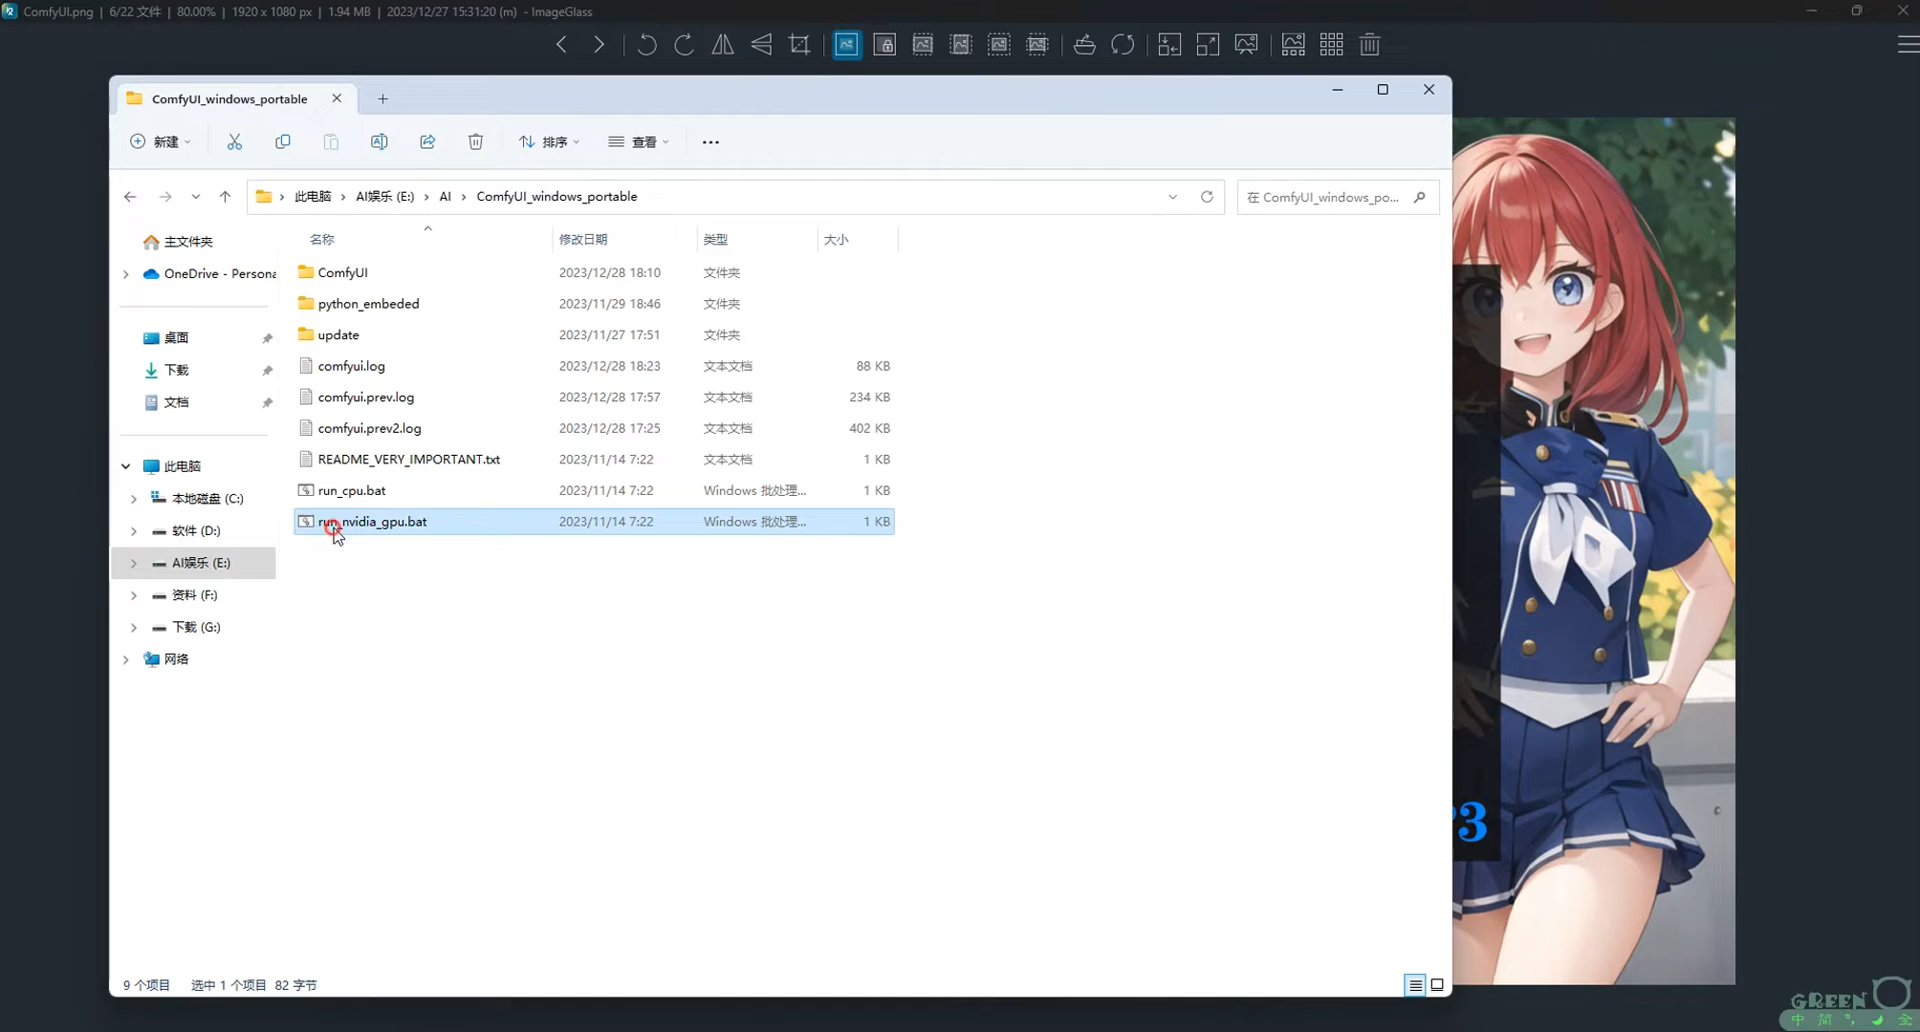 ComfyUI.png | 6/22 文件 | 80.00% | 1920 x 1080 px | 1.94 MB | 2023/12/27 15:31:20 (m) - ImageGlass
ComfyUI_windows_portable
新建
排序
查看
此电脑 › AI娱乐 (E:) › AI › ComfyUI_windows_portable
在 ComfyUI_windows_po...
主文件夹
OneDrive - Persona
桌面
下载
文档
此电脑
本地磁盘 (C:)
软件 (D:)
AI娱乐 (E:)
资料 (F:)
下载 (G:)
网络
名称 修改日期 类型 大小
ComfyUI 2023/12/28 18:10 文件夹
python_embeded 2023/11/29 18:46 文件夹
update 2023/11/27 17:51 文件夹
comfyui.log 2023/12/28 18:23 文本文档 88 KB
comfyui.prev.log 2023/12/28 17:57 文本文档 234 KB
comfyui.prev2.log 2023/12/28 17:25 文本文档 402 KB
README_VERY_IMPORTANT.txt 2023/11/14 7:22 文本文档 1 KB
run_cpu.bat 2023/11/14 7:22 Windows 批处理... 1 KB
run_nvidia_gpu.bat 2023/11/14 7:22 Windows 批处理... 1 KB
3
9 个项目 选中 1 个项目 82 字节
GREEN
中 简 °, 全